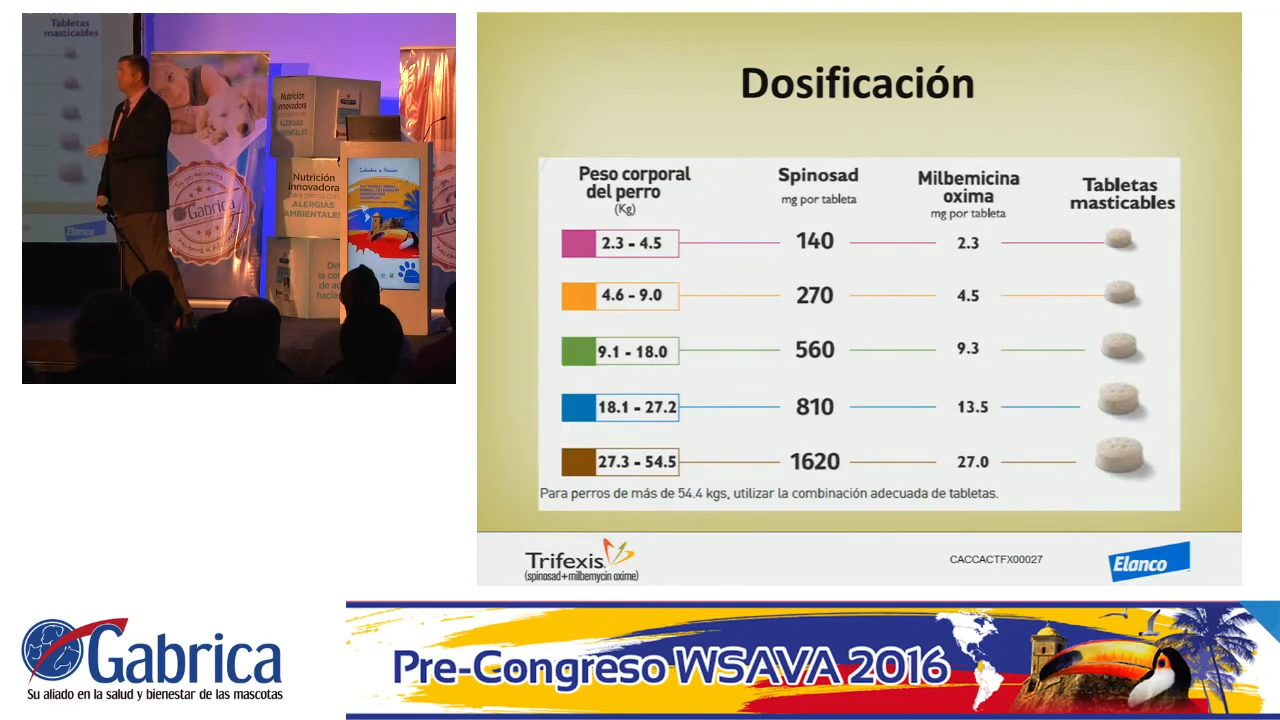 Tabletas
masticables
Nutrición
innovadora
ALERGIAS
AMBIENTALES
Nutrición
innovadora
para perros con
ALERGIAS
AMBIENTALES
Gabrica
Elanco
Dosificación
Peso corporal
del perro
(Kg)
Spinosad
mg por tableta
Milbemicina
oxima
mg por tableta
Tabletas
masticables
2.3 - 4.5 140 2.3
4.6 - 9.0 270 4.5
9.1 - 18.0 560 9.3
18.1 - 27.2 810 13.5
27.3 - 54.5 1620 27.0
Para perros de más de 54.4 kgs, utilizar la combinación adecuada de tabletas.
Trifexis
(spinosad+milbemycin oxime)
CACCACTFX00027
Elanco
Gabrica
Su aliado en la salud y bienestar de las mascotas
Pre-Congreso WSAVA 2016